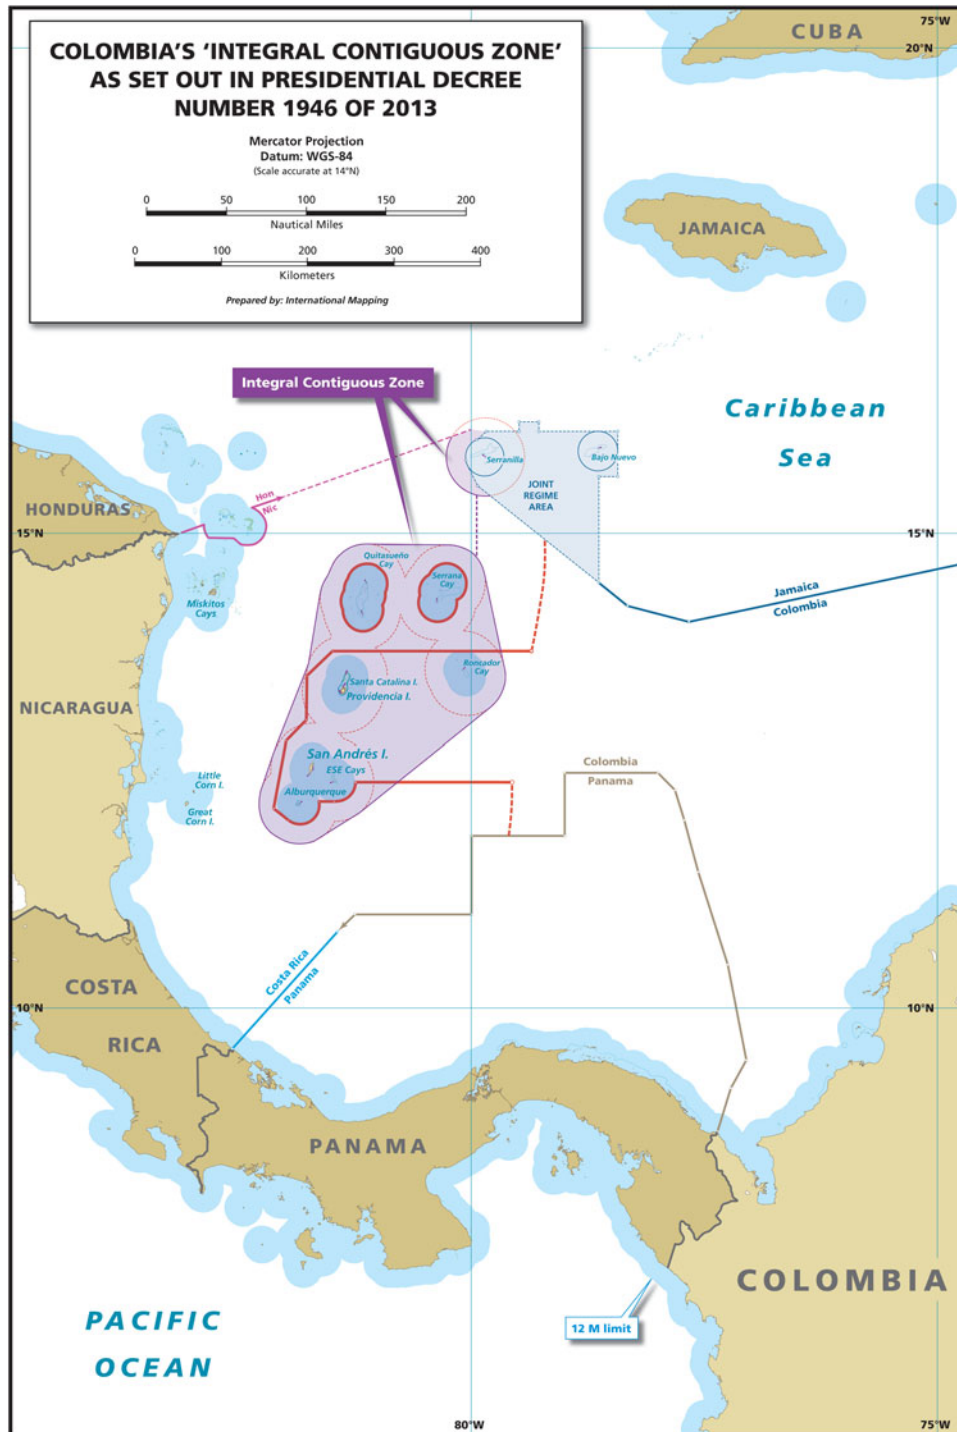 COLOMBIA'S 'INTEGRAL CONTIGUOUS ZONE'
AS SET OUT IN PRESIDENTIAL DECREE
NUMBER 1946 OF 2013
Mercator Projection
Datum: WGS-84
(Scale accurate at 14°N)
0 50 100 150 200
Nautical Miles
0 100 200 300 400
Kilometers
Prepared by: International Mapping
75°W
CUBA
20°N
JAMAICA
Integral Contiguous Zone
Caribbean
Sea
Serranilla
Bajo Nuevo
JOINT
REGIME
AREA
Hon
Nic
HONDURAS
15°N
15°N
Quitasueño
Cay
Serrana
Cay
Miskitos
Cays
Jamaica
Colombia
Roncador
Cay
Santa Catalina I.
Providencia I.
NICARAGUA
San Andrés I.
ESE Cays
Alburquerque
Little
Corn I.
Great
Corn I.
Colombia
Panama
Costa Rica
Panama
COSTA
RICA
10°N
10°N
PANAMA
COLOMBIA
12 M limit
PACIFIC
OCEAN
80°W
75°W